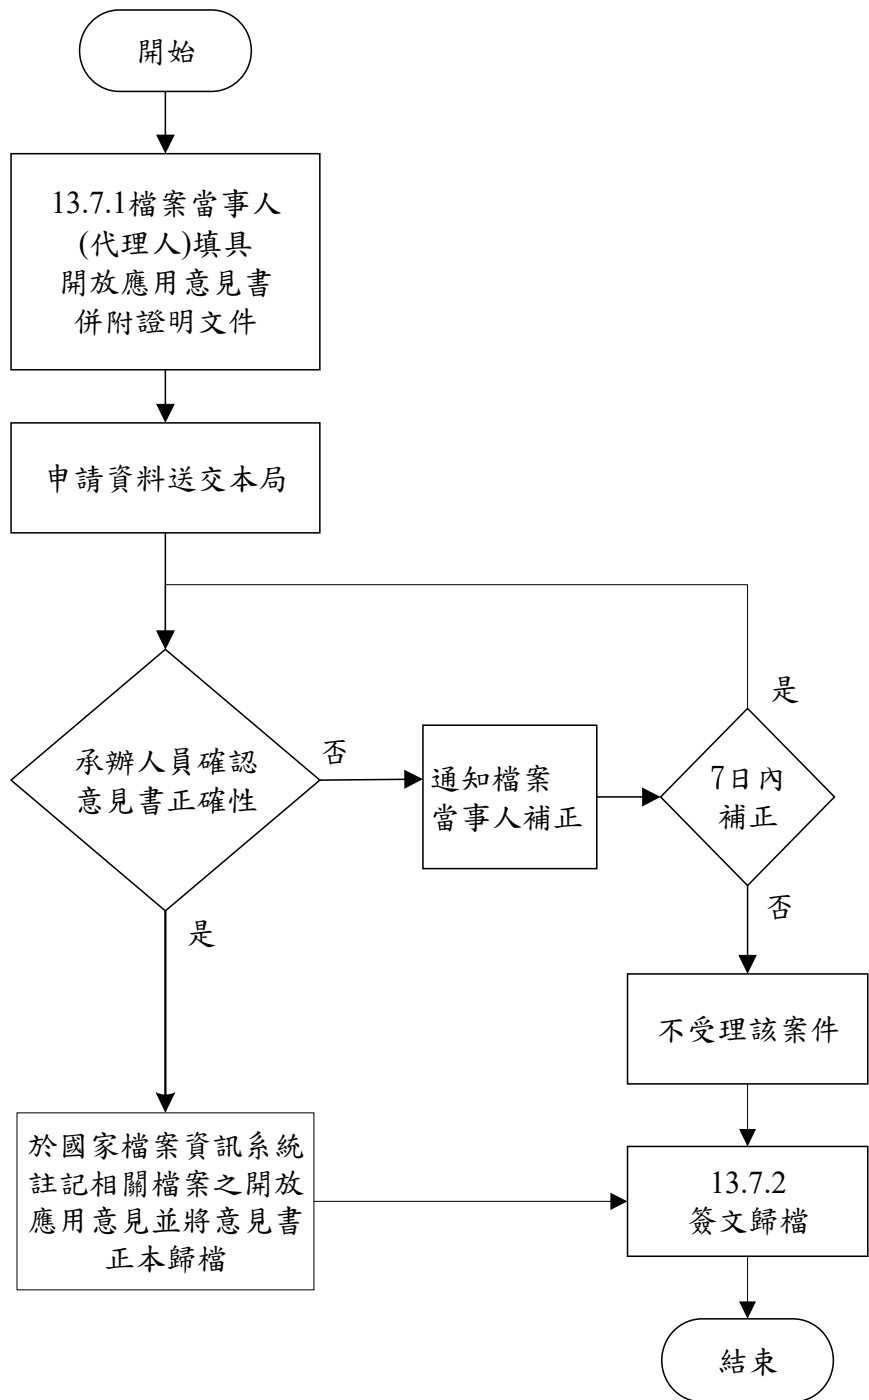 開始
13.7.1檔案當事人
(代理人)填具
開放應用意見書
併附證明文件
申請資料送交本局
承辦人員確認
意見書正確性
否
通知檔案
當事人補正
是
7日內
補正
否
是
不受理該案件
於國家檔案資訊系統
註記相關檔案之開放
應用意見並將意見書
正本歸檔
13.7.2
簽文歸檔
結束